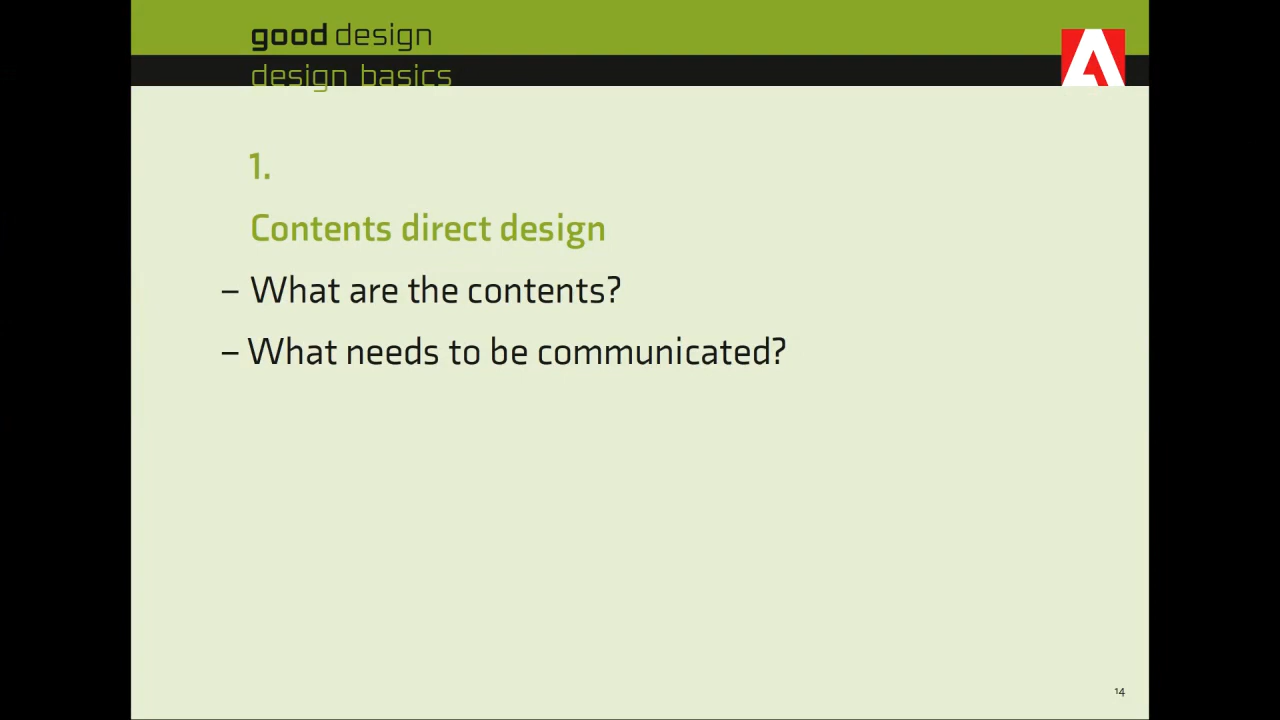 good design
design basics
1.
Contents direct design
– What are the contents?
– What needs to be communicated?
14